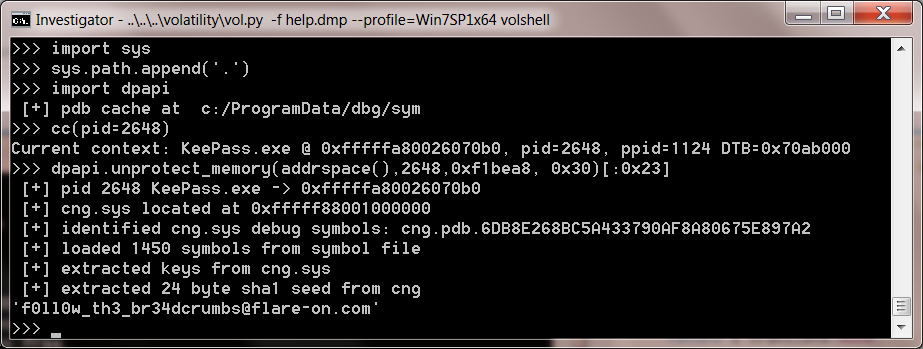 Investigator - ..\..\..\volatility\vol.py  -f help.dmp --profile=Win7SP1x64 volshell
>>> import sys
>>> sys.path.append('.')
>>> import dpapi
 [+] pdb cache at  c:/ProgramData/dbg/sym
>>> cc(pid=2648)
Current context: KeePass.exe @ 0xfffffa80026070b0, pid=2648, ppid=1124 DTB=0x70ab000
>>> dpapi.unprotect_memory(addrspace(),2648,0xf1bea8, 0x30)[:0x23]
 [+] pid 2648 KeePass.exe -> 0xfffffa80026070b0
 [+] cng.sys located at 0xfffff88001000000
 [+] identified cng.sys debug symbols: cng.pdb.6DB8E268BC5A433790AF8A80675E897A2
 [+] loaded 1450 symbols from symbol file
 [+] extracted keys from cng.sys
 [+] extracted 24 byte sha1 seed from cng
'f0ll0w_th3_br34dcrumbs@flare-on.com'
>>> _